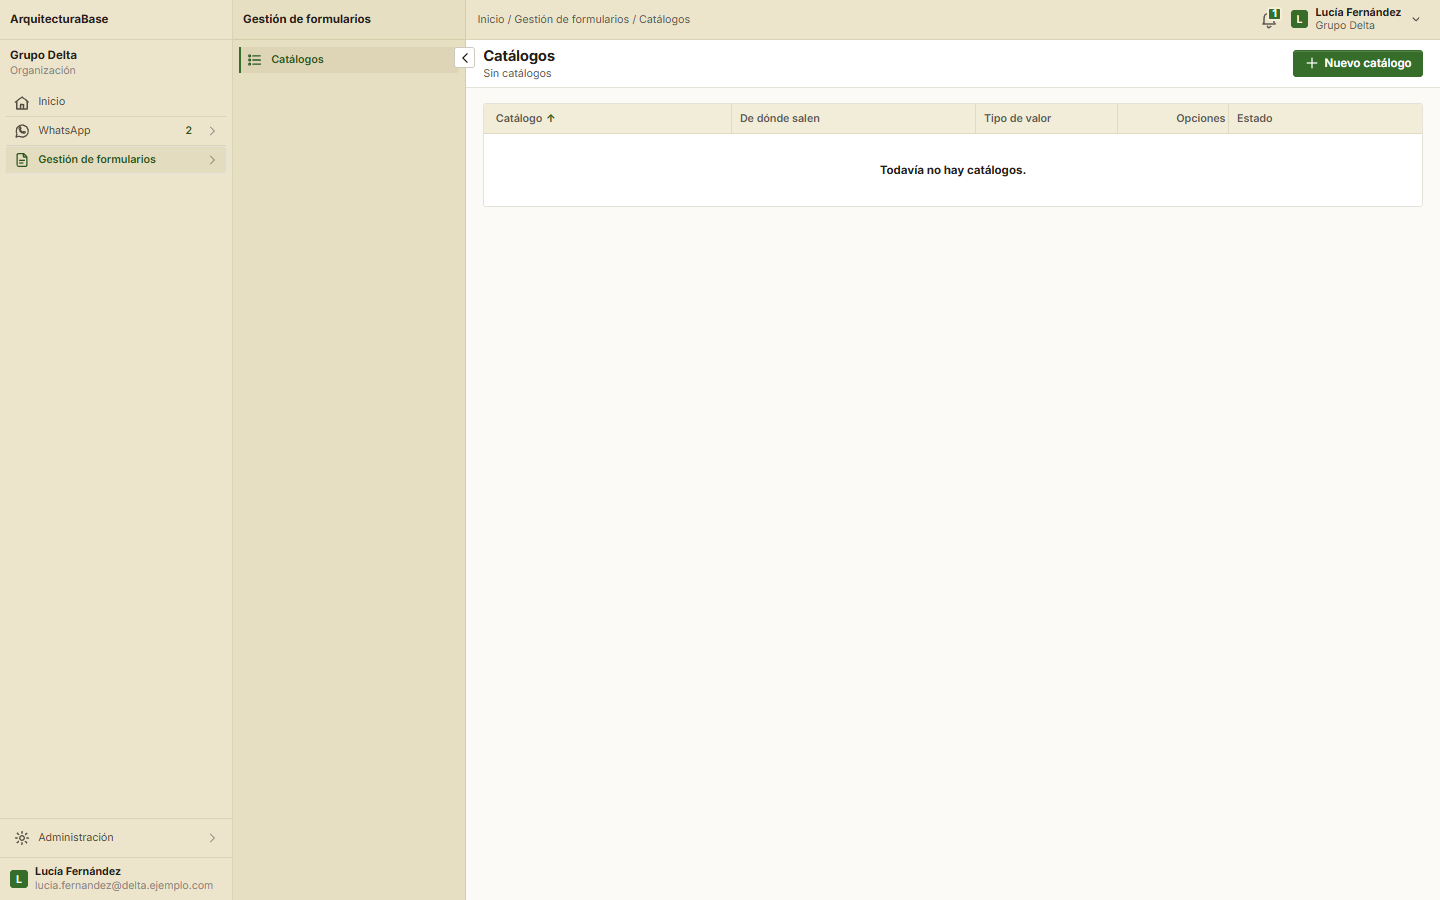 ArquitecturaBase
Grupo Delta
Organización
Inicio
WhatsApp 2
Gestión de formularios
Administración
L Lucía Fernández
lucia.fernandez@delta.ejemplo.com
Gestión de formularios
Catálogos
Inicio / Gestión de formularios / Catálogos
1
L Lucía Fernández
Grupo Delta
Catálogos
Sin catálogos
Nuevo catálogo
Catálogo De dónde salen Tipo de valor Opciones Estado
Todavía no hay catálogos.